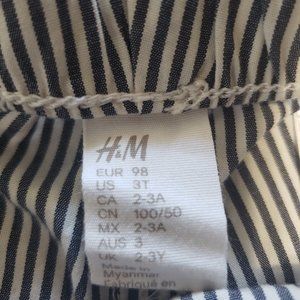 H&M
EUR 98
US 3T
CA 2-3A
CN 100/50
MX 2-3A
AUS 3
UK 2-3Y
Made in
Myanmar
Fabriqué en